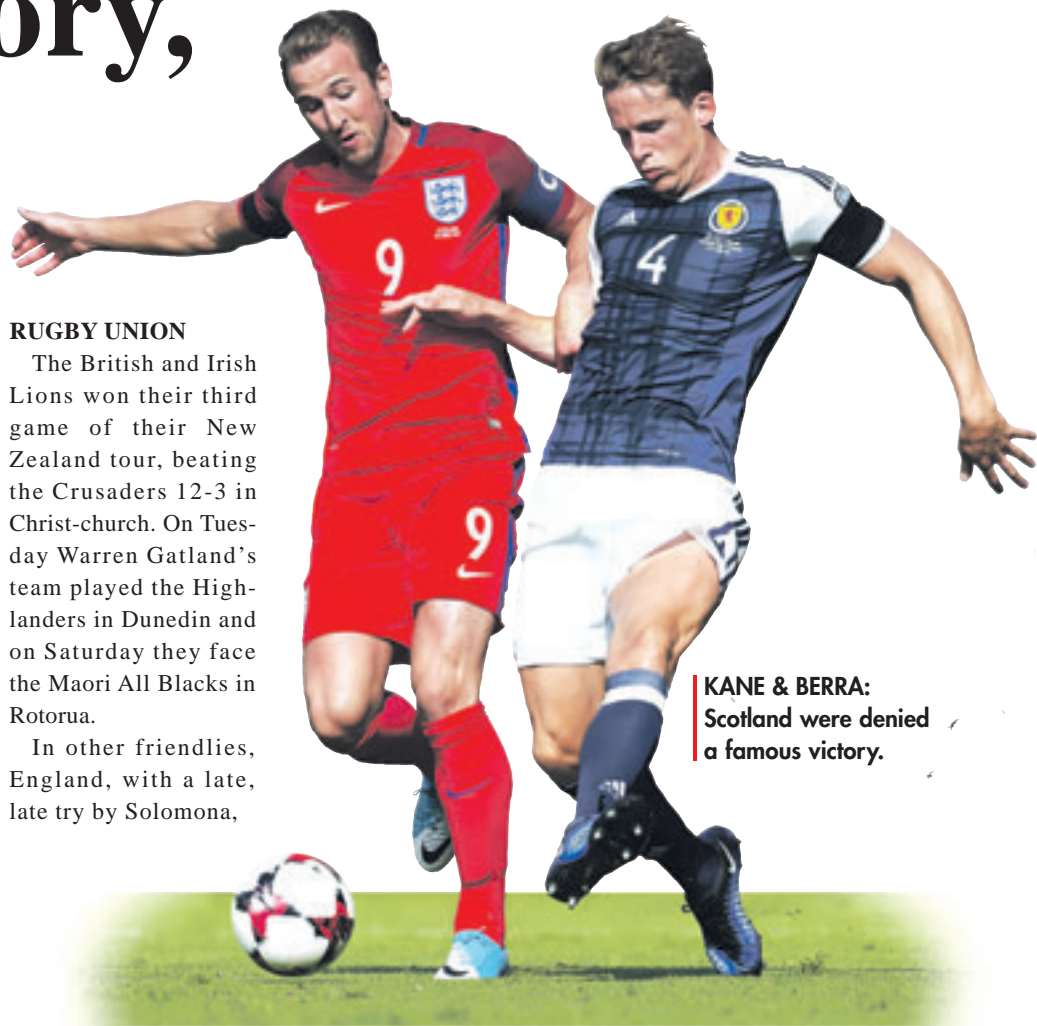 ory,
RUGBY UNION
The British and Irish
Lions won their third
game of their New
Zealand tour, beating
the Crusaders 12-3 in
Christ-church. On Tues-
day Warren Gatland's
team played the High-
landers in Dunedin and
on Saturday they face
the Maori All Blacks in
Rotorua.
In other friendlies,
England, with a late,
late try by Solomona,
9
4
9
KANE & BERRA:
Scotland were denied
a famous victory.